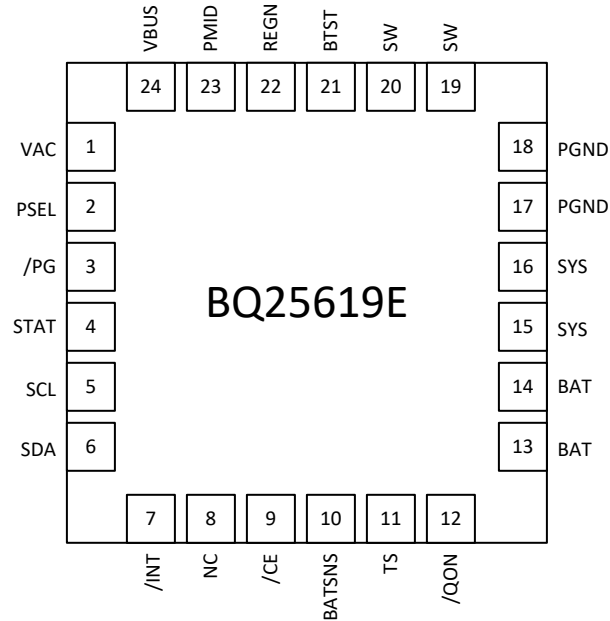 VBUS PMID REGN BTST SW SW
24 23 22 21 20 19
VAC 1 18 PGND
PSEL 2 17 PGND
/PG 3 16 SYS
STAT 4 15 SYS
SCL 5 14 BAT
SDA 6 13 BAT
BQ25619E
7 8 9 10 11 12
/INT NC /CE BATSNS TS /QON